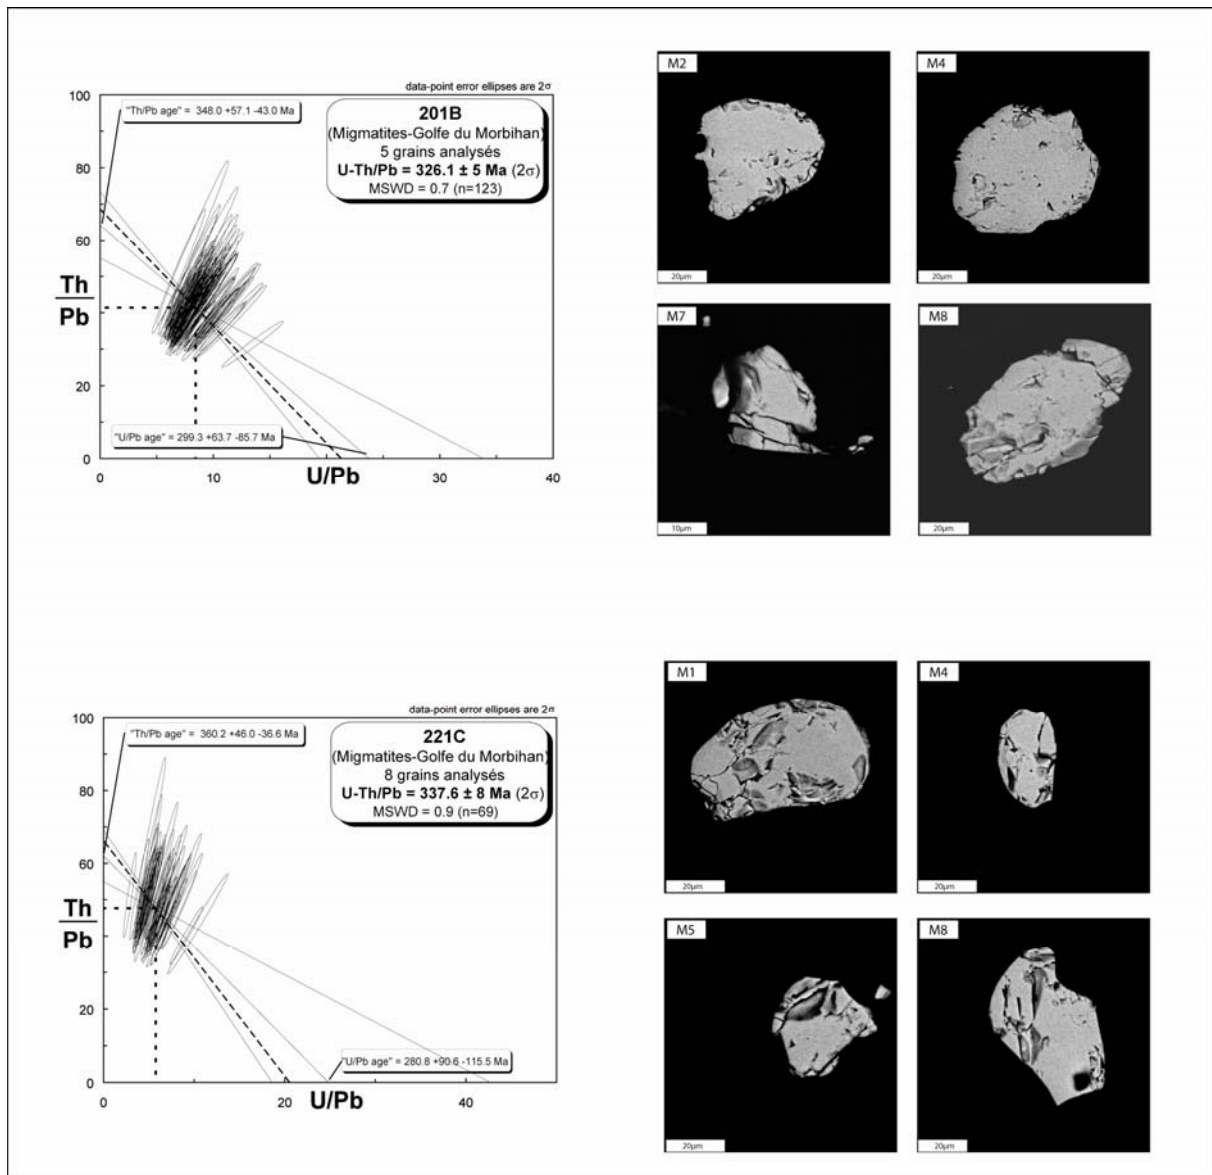 data-point error ellipses are 2σ
100
80
60
40
20
0
Th
Pb
"Th/Pb age" = 348.0 +57.1 -43.0 Ma
201B
(Migmatites-Golfe du Morbihan)
5 grains analysés
U-Th/Pb = 326.1 ± 5 Ma (2σ)
MSWD = 0.7 (n=123)
"U/Pb age" = 299.3 +63.7 -85.7 Ma
0
10
U/Pb
30
40
M2
20µm
M4
20µm
M7
10µm
M8
20µm
data-point error ellipses are 2σ
100
80
60
40
20
0
Th
Pb
"Th/Pb age" = 360.2 +46.0 -36.6 Ma
221C
(Migmatites-Golfe du Morbihan)
8 grains analysés
U-Th/Pb = 337.6 ± 8 Ma (2σ)
MSWD = 0.9 (n=69)
"U/Pb age" = 280.8 +90.6 -115.5 Ma
0
20
U/Pb
40
M1
20µm
M4
20µm
M5
20µm
M8
20µm